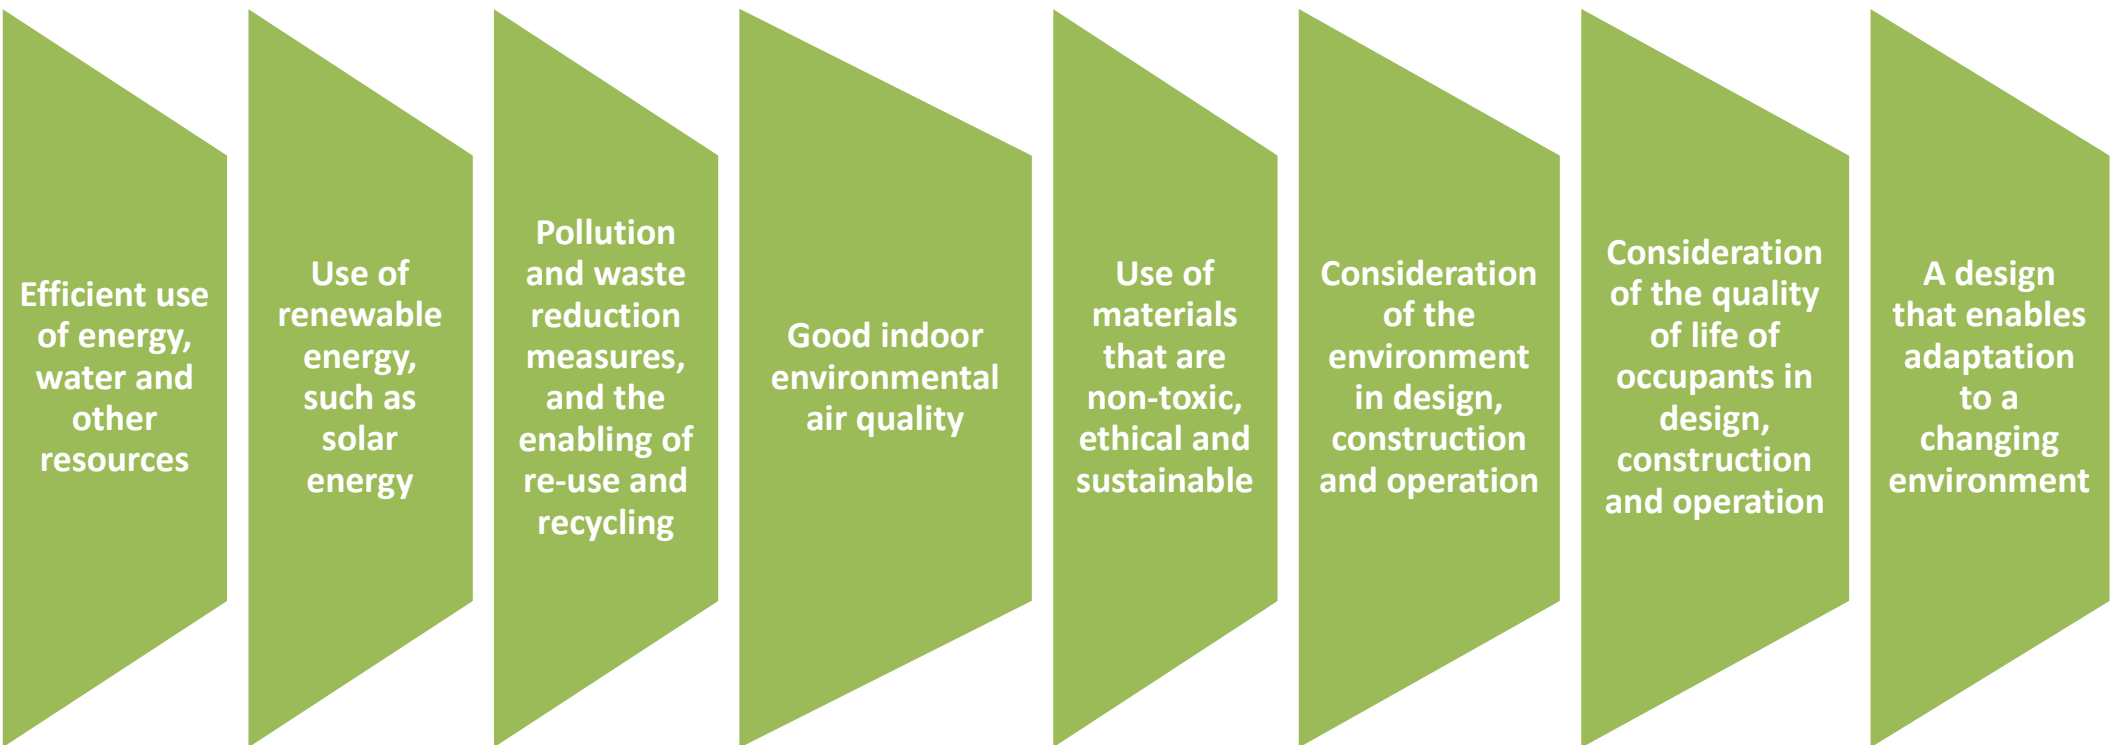 Efficient use
of energy,
water and
other
resources
Use of
renewable
energy,
such as
solar
energy
Pollution
and waste
reduction
measures,
and the
enabling of
re-use and
recycling
Good indoor
environmental
air quality
Use of
materials
that are
non-toxic,
ethical and
sustainable
Consideration
of the
environment
in design,
construction
and operation
Consideration
of the quality
of life of
occupants in
design,
construction
and operation
A design
that enables
adaptation
to a
changing
environment